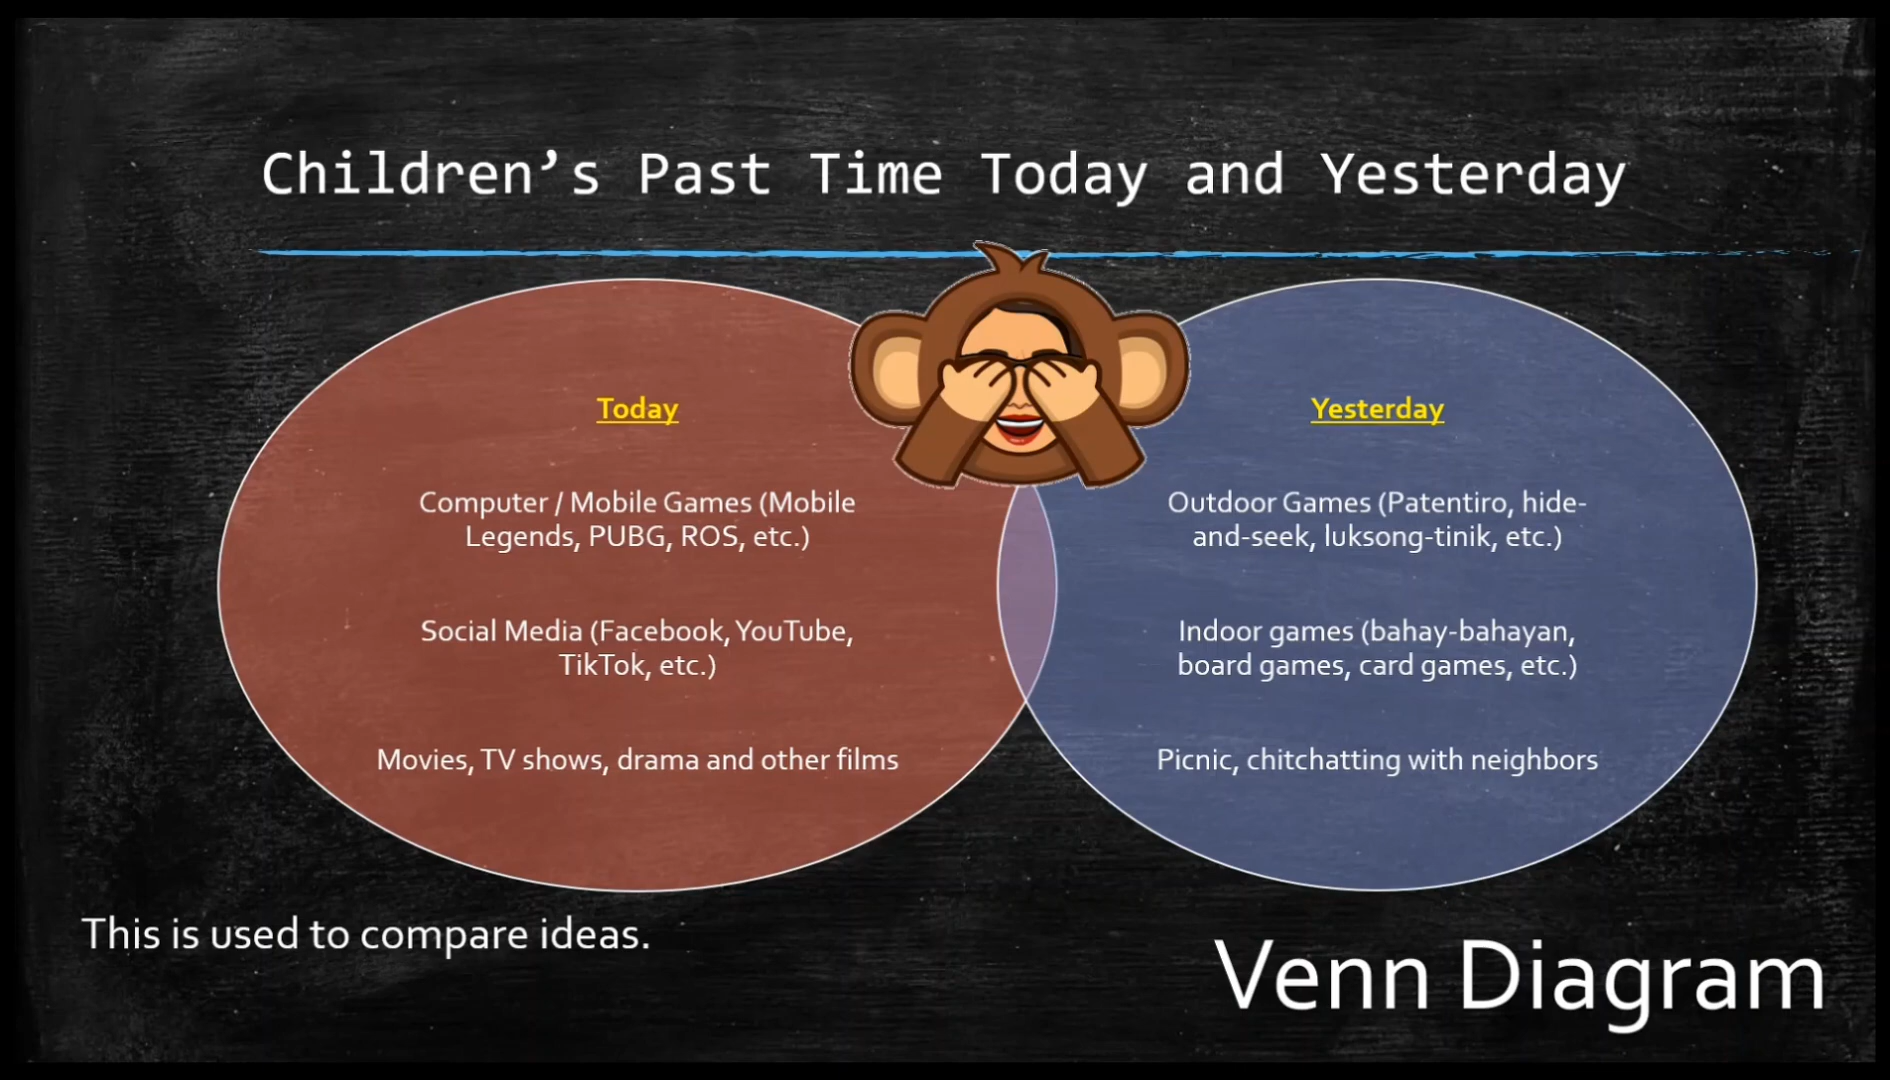 Children’s Past Time Today and Yesterday
Today
Computer / Mobile Games (Mobile
Legends, PUBG, ROS, etc.)
Social Media (Facebook, YouTube,
TikTok, etc.)
Movies, TV shows, drama and other films
Yesterday
Outdoor Games (Patentiro, hide-
and-seek, luksong-tinik, etc.)
Indoor games (bahay-bahayan,
board games, card games, etc.)
Picnic, chitchatting with neighbors
This is used to compare ideas.
Venn Diagram